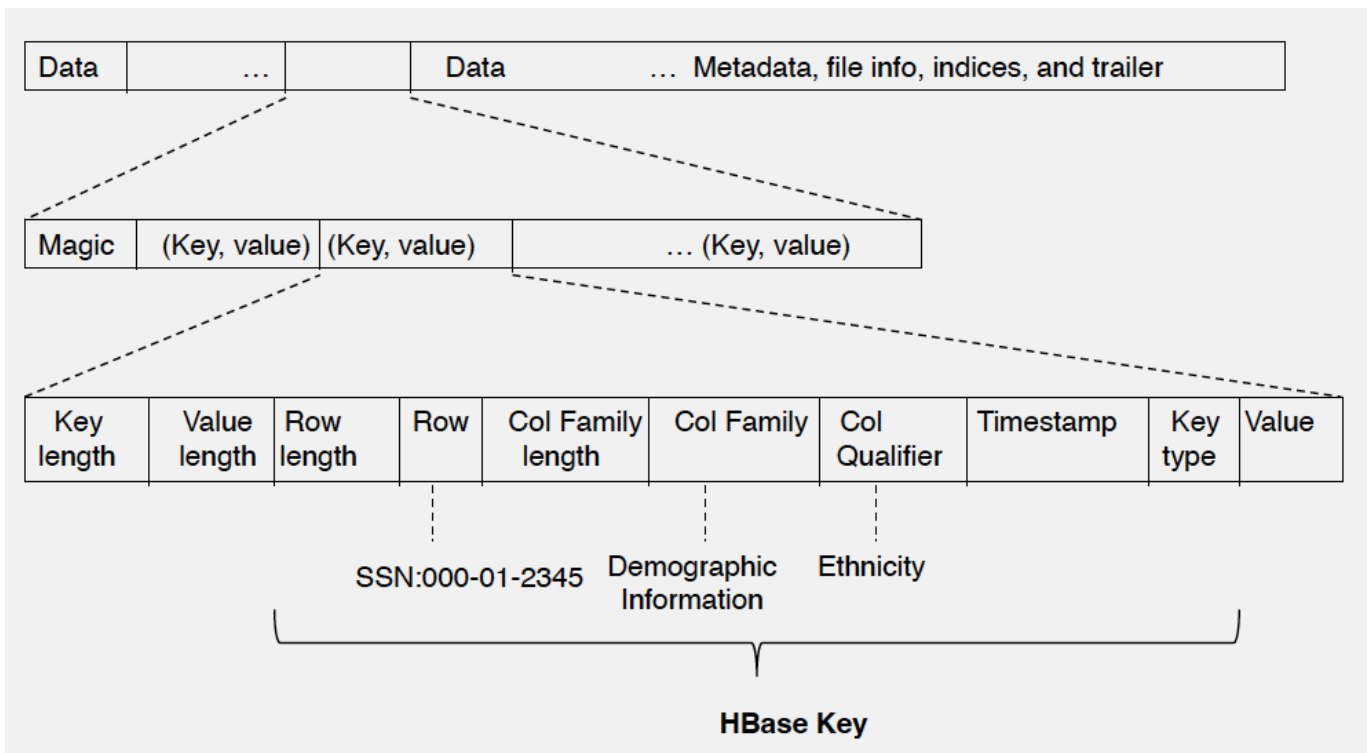 Data … Data … Metadata, file info, indices, and trailer
Magic (Key, value) (Key, value) … (Key, value)
Key length Value length Row length Row Col Family length Col Family Col Qualifier Timestamp Key type Value
SSN:000-01-2345 Demographic Information Ethnicity
HBase Key